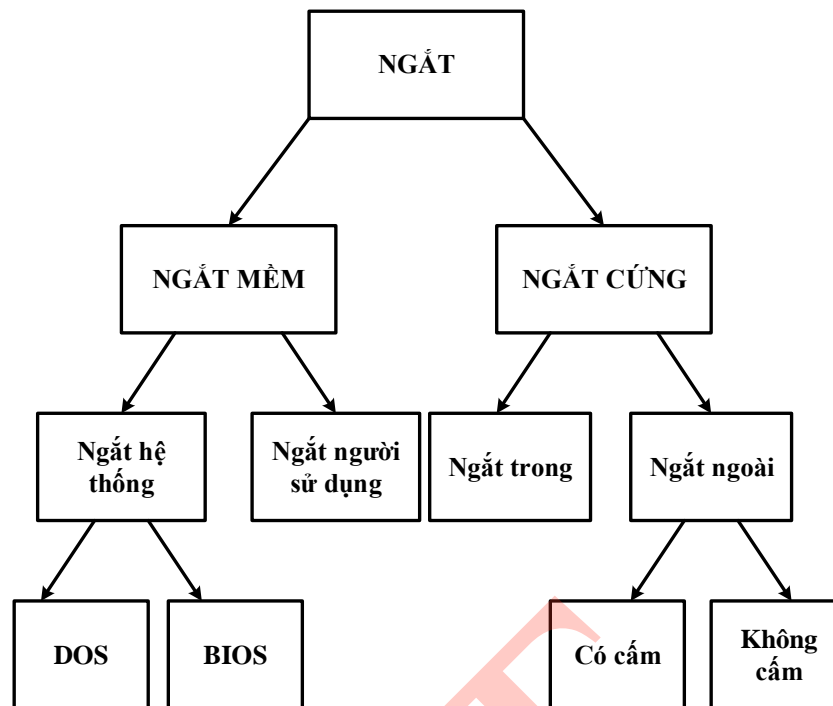 NGẮT
NGẮT MỀM
NGẮT CỨNG
Ngắt hệ
thống
Ngắt người
sử dụng
Ngắt trong
Ngắt ngoài
DOS
BIOS
Có cấm
Không
cấm